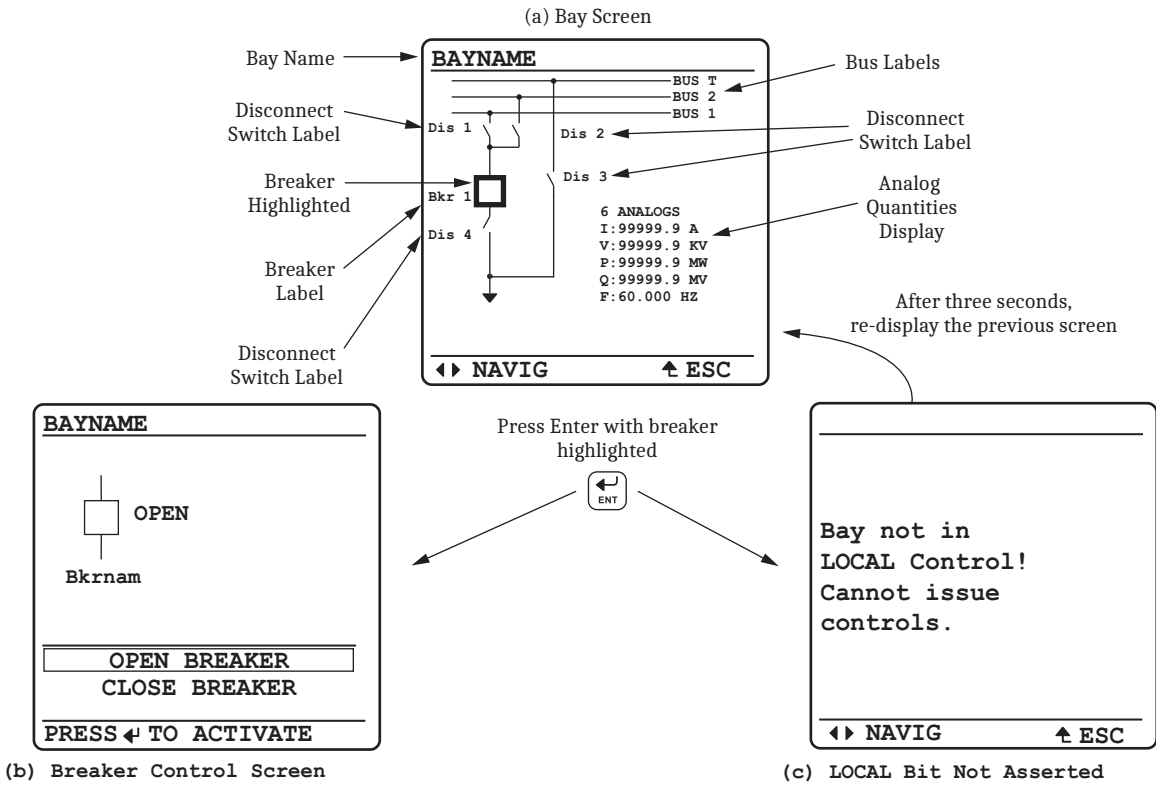 (a) Bay Screen
Bay Name
Disconnect
Switch Label
Breaker
Highlighted
Breaker
Label
Disconnect
Switch Label
BAYNAME
BUS T
BUS 2
BUS 1
Dis 1
Dis 2
Dis 3
Bkr 1
Dis 4
6 ANALOGS
I:99999.9 A
V:99999.9 KV
P:99999.9 MW
Q:99999.9 MV
F:60.000 HZ
NAVIG
ESC
Bus Labels
Disconnect
Switch Label
Analog
Quantities
Display
After three seconds,
re-display the previous screen
Press Enter with breaker
highlighted
ENT
BAYNAME
OPEN
Bkrnam
OPEN BREAKER
CLOSE BREAKER
PRESS TO ACTIVATE
(b) Breaker Control Screen
Bay not in
LOCAL Control!
Cannot issue
controls.
NAVIG
ESC
(c) LOCAL Bit Not Asserted